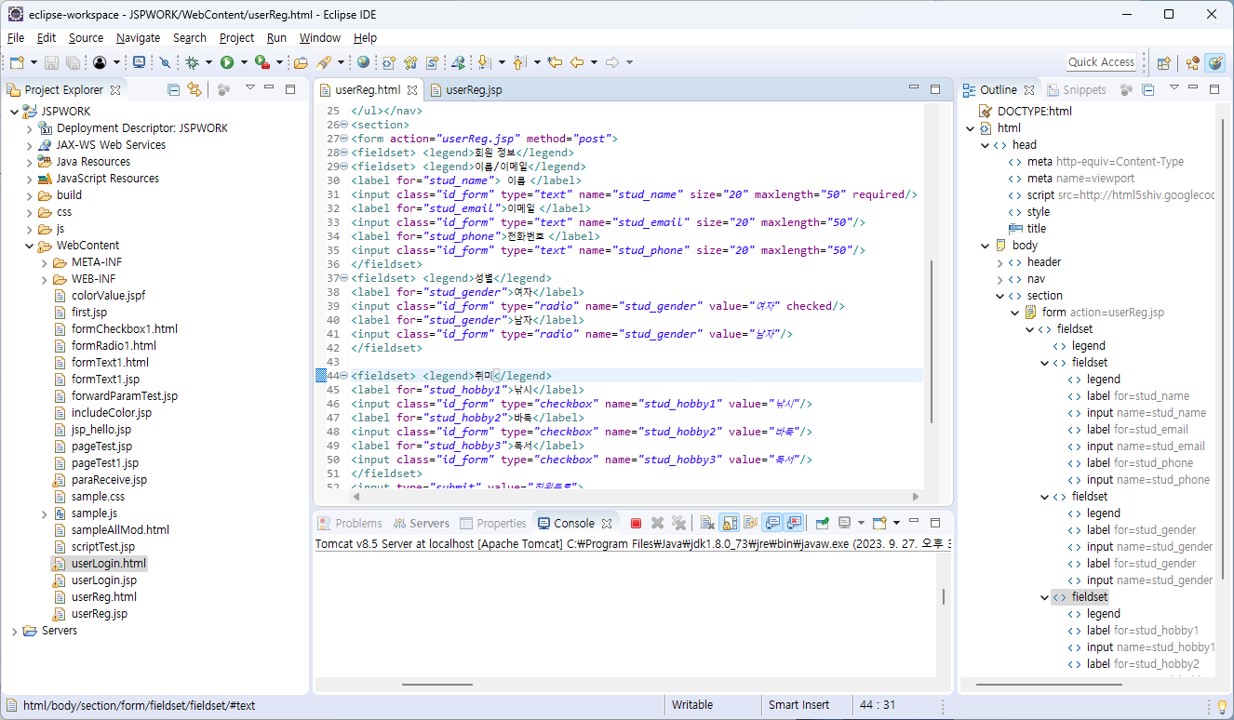 eclipse-workspace - JSPWORK/WebContent/userReg.html - Eclipse IDE
File Edit Source Navigate Search Project Run Window Help
Quick Access
Project Explorer
JSPWORK
Deployment Descriptor: JSPWORK
JAX-WS Web Services
Java Resources
JavaScript Resources
build
css
js
WebContent
META-INF
WEB-INF
colorValue.jspf
first.jsp
formCheckbox1.html
formRadio1.html
formText1.html
formText1.jsp
forwardParamTest.jsp
includeColor.jsp
jsp_hello.jsp
pageTest.jsp
pageTest1.jsp
paraReceive.jsp
sample.css
sample.js
sampleAllMod.html
scriptTest.jsp
userLogin.html
userLogin.jsp
userReg.html
userReg.jsp
Servers
userReg.html userReg.jsp
25 </ul></nav>
26 <section>
27 <form action="userReg.jsp" method="post">
28 <fieldset> <legend>회원 정보</legend>
29 <fieldset> <legend>이름/이메일</legend>
30 <label for="stud_name"> 이름 </label>
31 <input class="id_form" type="text" name="stud_name" size="20" maxlength="50" required/>
32 <label for="stud_email">이메일 </label>
33 <input class="id_form" type="text" name="stud_email" size="20" maxlength="50"/>
34 <label for="stud_phone">전화번호 </label>
35 <input class="id_form" type="text" name="stud_phone" size="20" maxlength="50"/>
36 </fieldset>
37 <fieldset> <legend>성별</legend>
38 <label for="stud_gender">여자</label>
39 <input class="id_form" type="radio" name="stud_gender" value="여자" checked/>
40 <label for="stud_gender">남자</label>
41 <input class="id_form" type="radio" name="stud_gender" value="남자"/>
42 </fieldset>
43
44 <fieldset> <legend>취미</legend>
45 <label for="stud_hobby1">낚시</label>
46 <input class="id_form" type="checkbox" name="stud_hobby1" value="낚시"/>
47 <label for="stud_hobby2">바둑</label>
48 <input class="id_form" type="checkbox" name="stud_hobby2" value="바둑"/>
49 <label for="stud_hobby3">독서</label>
50 <input class="id_form" type="checkbox" name="stud_hobby3" value="독서"/>
51 </fieldset>
52 <input type="submit" value="회원등록">
Problems Servers Properties Console
Tomcat v8.5 Server at localhost [Apache Tomcat] C:₩Program Files₩Java₩jdk1.8.0_73₩jre₩bin₩javaw.exe (2023. 9. 27. 오후 3
Outline Snippets
DOCTYPE:html
html
head
meta http-equiv=Content-Type
meta name=viewport
script src=http://html5shiv.googlecoc
style
title
body
header
nav
section
form action=userReg.jsp
fieldset
legend
fieldset
legend
label for=stud_name
input name=stud_name
label for=stud_email
input name=stud_email
label for=stud_phone
input name=stud_phone
fieldset
legend
label for=stud_gender
input name=stud_gender
label for=stud_gender
input name=stud_gender
fieldset
legend
label for=stud_hobby1
input name=stud_hobby1
label for=stud_hobby2
html/body/section/form/fieldset/fieldset/#text
Writable Smart Insert 44 : 31